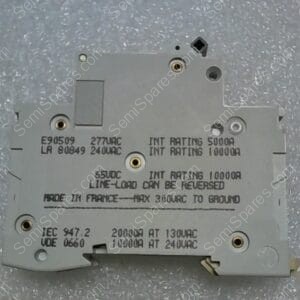 E90509 277VAC INT RATING 5000A
LR 80849 240VAC INT RATING 10000A
65VDC INT RATING 10000A
LINE-LOAD CAN BE REVERSED
MADE IN FRANCE---MAX 300VAC TO GROUND
IEC 947.2 20000A AT 130VAC
VDE 0660 10000A AT 240VAC